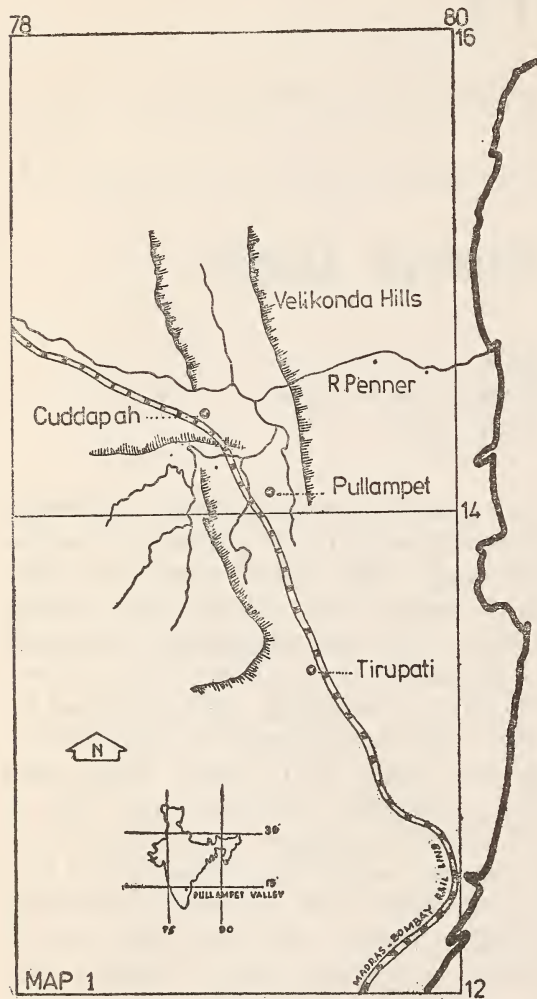 78
80
16
Velikonda Hills
R.Penner
Cuddapah
Pullampet
14
Tirupati
N
30°
15°
PULLAMPET VALLEY
75
90
MADRAS-BOMBAY RAIL LINE
MAP 1
12